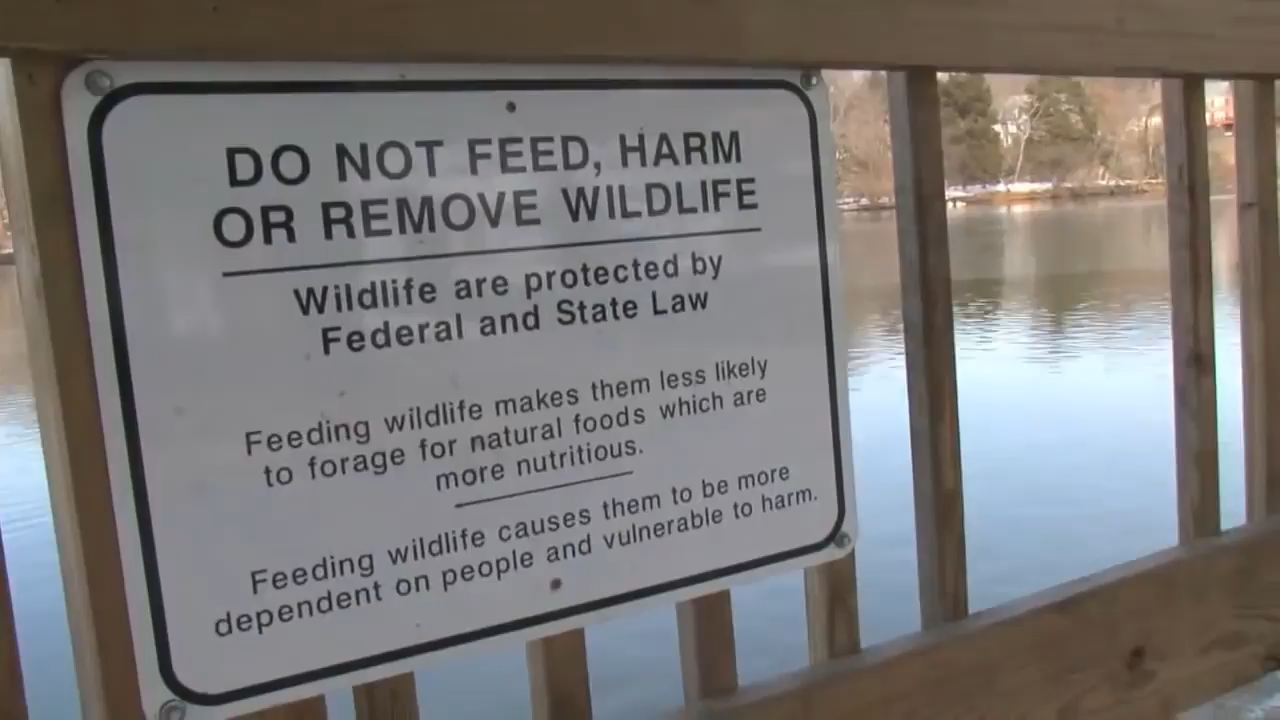 DO NOT FEED, HARM
OR REMOVE WILDLIFE
Wildlife are protected by
Federal and State Law
Feeding wildlife makes them less likely
to forage for natural foods which are
more nutritious.
Feeding wildlife causes them to be more
dependent on people and vulnerable to harm.